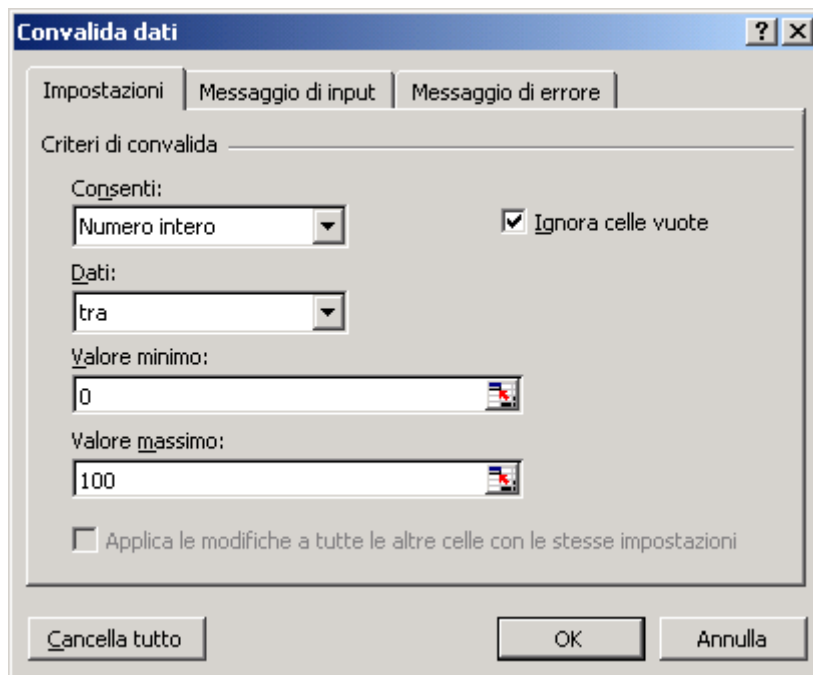 Convalida dati
Impostazioni Messaggio di input Messaggio di errore
Criteri di convalida
Consenti:
Numero intero Ignora celle vuote
Dati:
tra
Valore minimo:
0
Valore massimo:
100
Applica le modifiche a tutte le altre celle con le stesse impostazioni
Cancella tutto OK Annulla